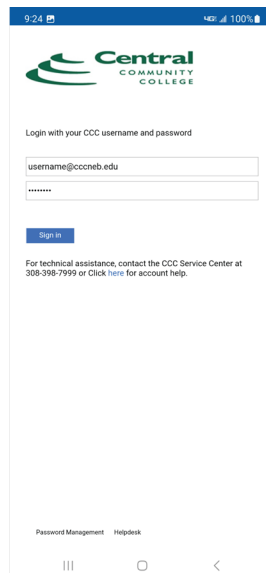 9:24
4GE 100%
Central
COMMUNITY
COLLEGE
Login with your CCC username and password
username@cccneb.edu
••••••••
Sign in
For technical assistance, contact the CCC Service Center at
308-398-7999 or Click here for account help.
Password Management Helpdesk